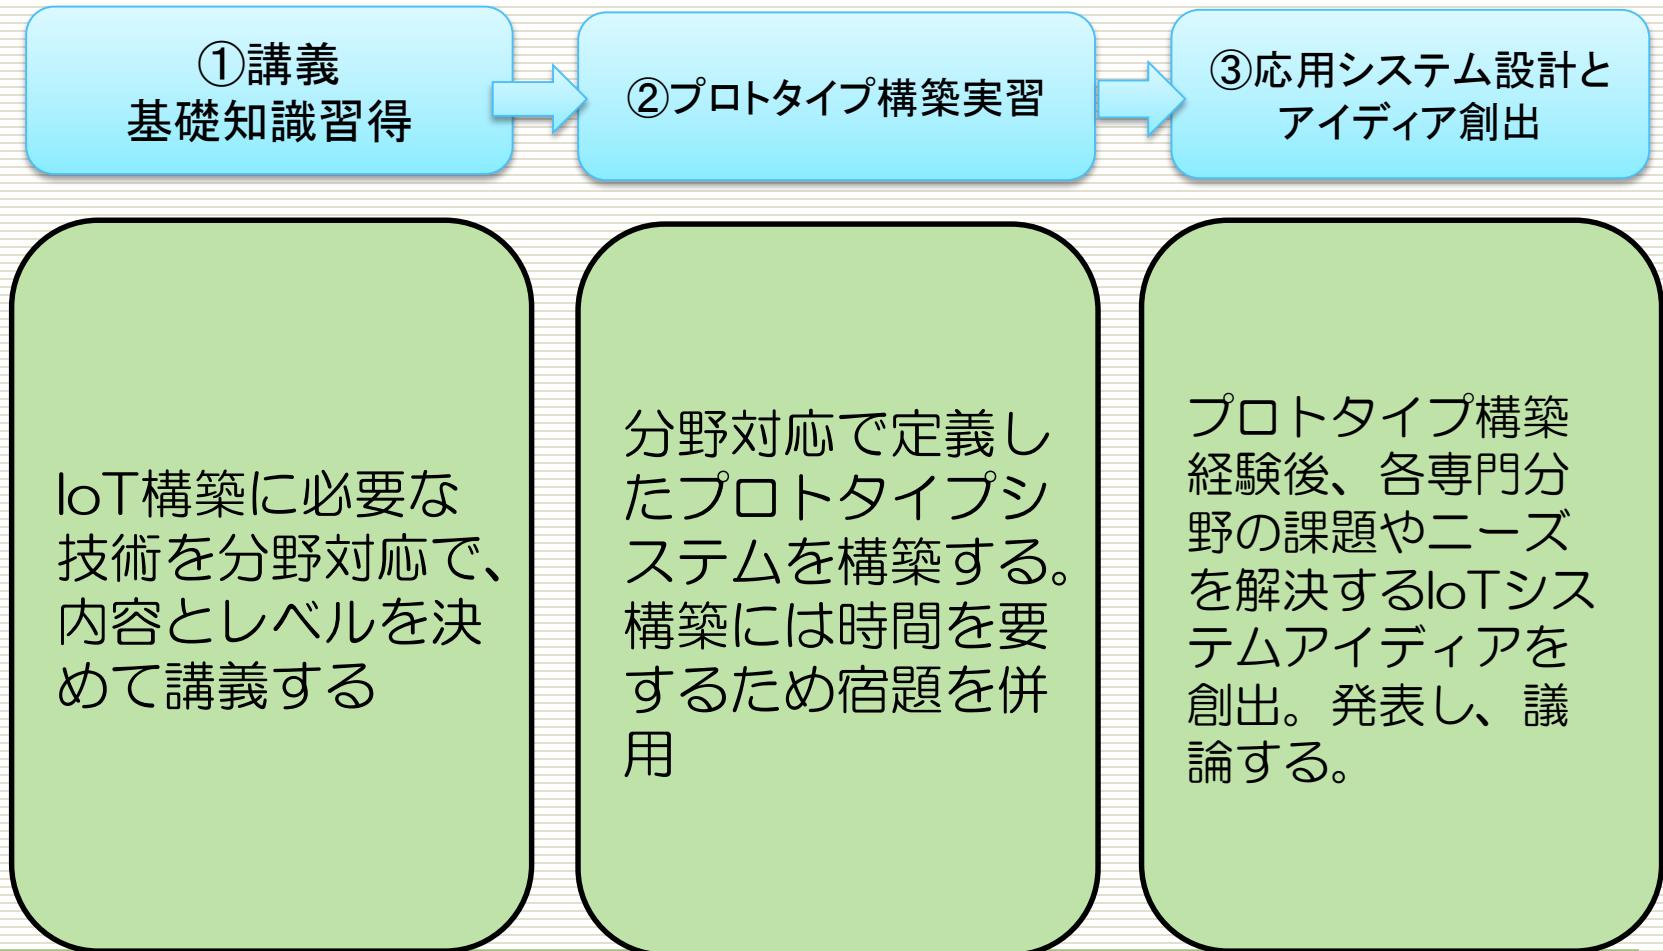 ①講義
基礎知識習得
②プロトタイプ構築実習
③応用システム設計と
アイディア創出
IoT構築に必要な
技術を分野対応で、
内容とレベルを決
めて講義する
分野対応で定義し
たプロトタイプシ
ステムを構築する。
構築には時間を要
するため宿題を併
用
プロトタイプ構築
経験後、各専門分
野の課題やニーズ
を解決するIoTシス
テムアイディアを
創出。発表し、議
論する。